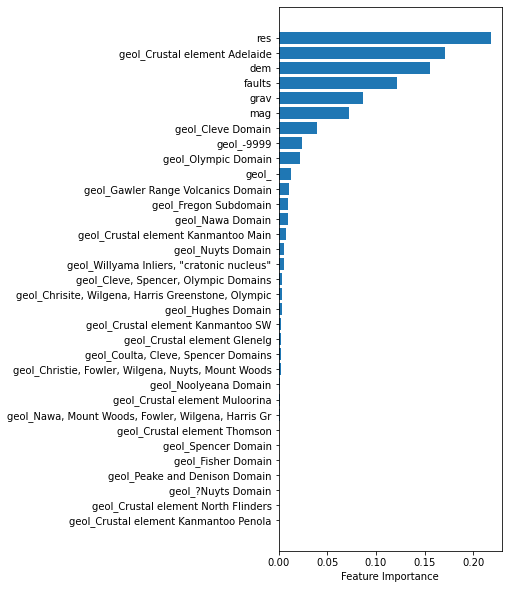 res
geol_Crustal element Adelaide
dem
faults
grav
mag
geol_Cleve Domain
geol_-9999
geol_Olympic Domain
geol_
geol_Gawler Range Volcanics Domain
geol_Fregon Subdomain
geol_Nawa Domain
geol_Crustal element Kanmantoo Main
geol_Nuyts Domain
geol_Willyama Inliers, "cratonic nucleus"
geol_Cleve, Spencer, Olympic Domains
geol_Chrisite, Wilgena, Harris Greenstone, Olympic
geol_Hughes Domain
geol_Crustal element Kanmantoo SW
geol_Crustal element Glenelg
geol_Coulta, Cleve, Spencer Domains
geol_Christie, Fowler, Wilgena, Nuyts, Mount Woods
geol_Noolyeana Domain
geol_Crustal element Muloorina
geol_Nawa, Mount Woods, Fowler, Wilgena, Harris Gr
geol_Crustal element Thomson
geol_Spencer Domain
geol_Fisher Domain
geol_Peake and Denison Domain
geol_?Nuyts Domain
geol_Crustal element North Flinders
geol_Crustal element Kanmantoo Penola
0.00 0.05 0.10 0.15 0.20
Feature Importance